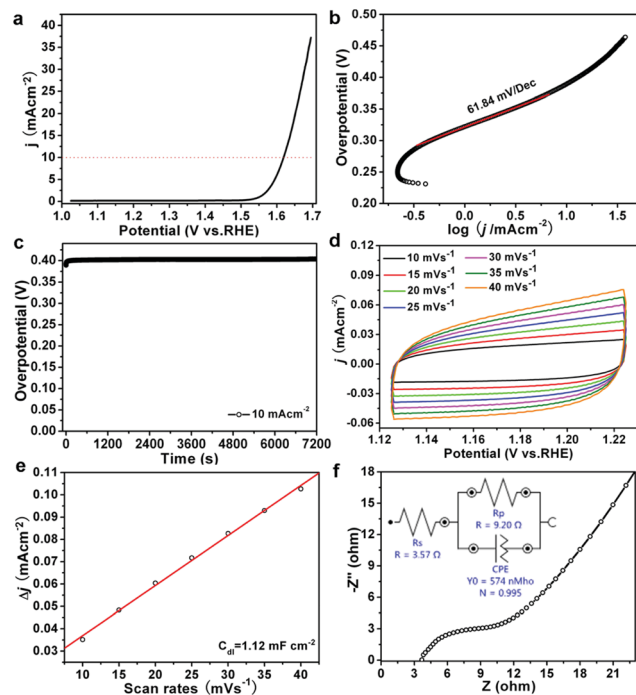 a
j (mAcm-2)
40
35
30
25
20
15
10
5
0
1.0 1.1 1.2 1.3 1.4 1.5 1.6 1.7
Potential (V vs.RHE)
b
Overpotential (V)
0.50
0.45
0.40
0.35
0.30
0.25
0.20
61.84 mV/Dec
-0.5 0.0 0.5 1.0 1.5
log (j /mAcm-2)
c
Overpotential (V)
0.40
0.35
0.30
0.25
0.20
0.15
0.10
0.05
0.00
10 mAcm-2
0 1200 2400 3600 4800 6000 7200
Time (s)
d
j (mAcm-2)
0.12
0.09
0.06
0.03
0.00
-0.03
-0.06
10 mVs-1
15 mVs-1
20 mVs-1
25 mVs-1
30 mVs-1
35 mVs-1
40 mVs-1
1.12 1.14 1.16 1.18 1.20 1.22
Potential (V vs.RHE)
e
Δj (mAcm-2)
0.11
0.10
0.09
0.08
0.07
0.06
0.05
0.04
0.03
Cdl=1.12 mF cm-2
10 15 20 25 30 35 40
Scan rates (mVs-1)
f
-Z'' (ohm)
18
15
12
9
6
3
0
Rs
R = 3.57 Ω
Rp
R = 9.20 Ω
CPE
Y0 = 574 nMho
N = 0.995
0 3 6 9 12 15 18 21
Z (ohm)